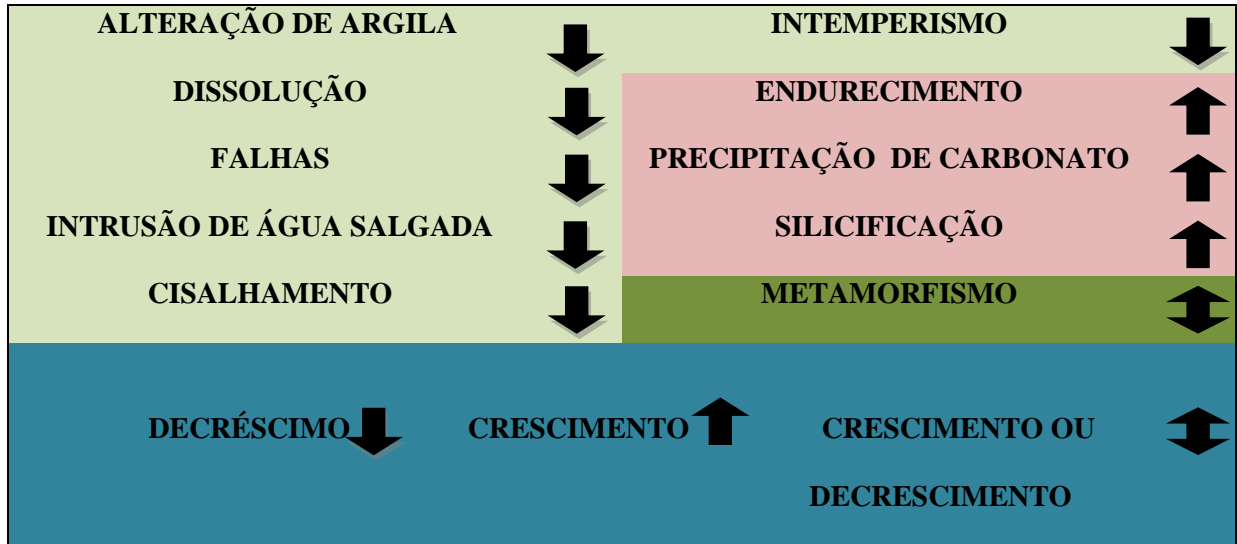 ALTERAÇÃO DE ARGILA
INTEMPERISMO
DISSOLUÇÃO
ENDURECIMENTO
FALHAS
PRECIPITAÇÃO DE CARBONATO
INTRUSÃO DE ÁGUA SALGADA
SILICIFICAÇÃO
CISALHAMENTO
METAMORFISMO
DECRÉSCIMO
CRESCIMENTO
CRESCIMENTO OU
DECRESCIMENTO